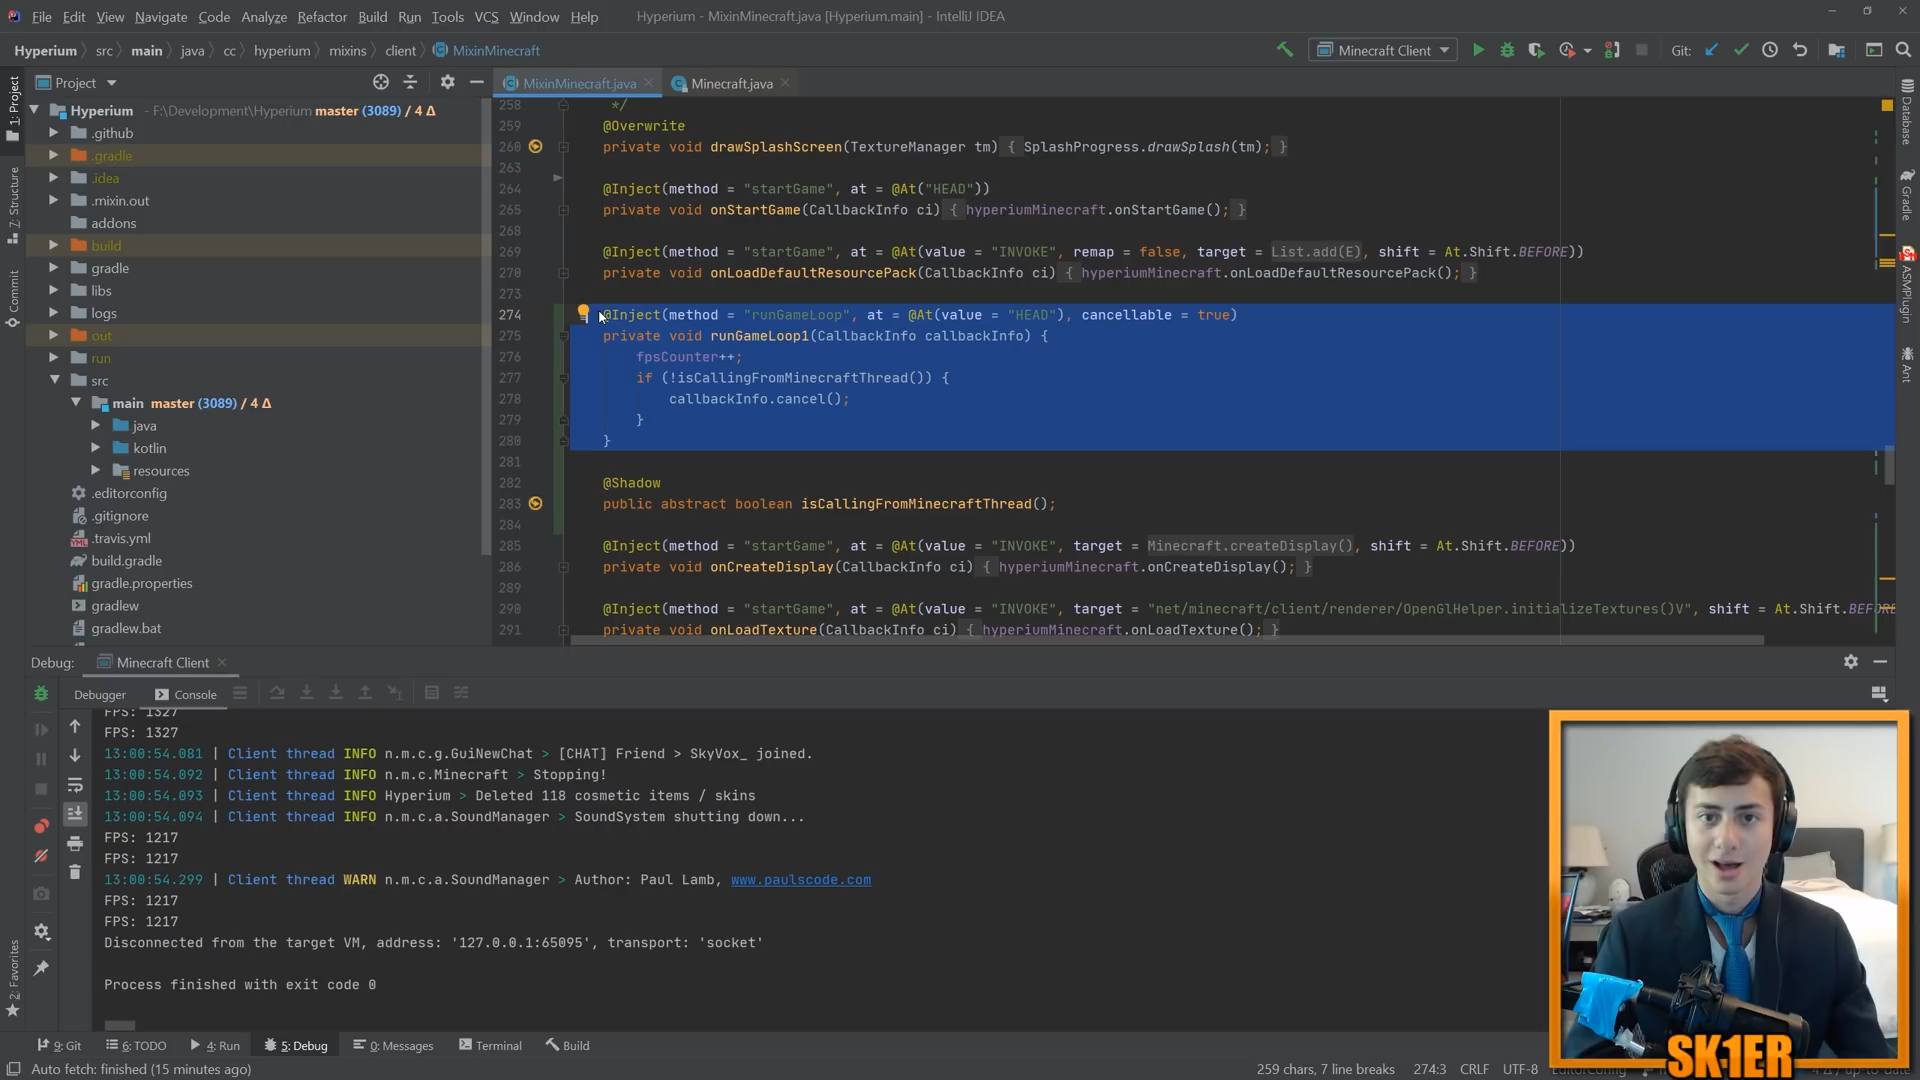 File Edit View Navigate Code Analyze Refactor Build Run Tools VCS Window Help Hyperium - MixinMinecraft.java [Hyperium.main] - IntelliJ IDEA
Hyperium src main java cc hyperium mixins client MixinMinecraft Minecraft Client Git:
Project MixinMinecraft.java Minecraft.java
1: Project
7: Structure
Commit
2: Favorites
Database
Gradle
ASMPlugin
Ant
Hyperium - F:\Development\Hyperium master (3089) / 4 Δ
.github
.gradle
.idea
.mixin.out
addons
build
gradle
libs
logs
out
run
src
main master (3089) / 4 Δ
java
kotlin
resources
.editorconfig
.gitignore
.travis.yml
build.gradle
gradle.properties
gradlew
gradlew.bat
258 */
259 @Overwrite
260 private void drawSplashScreen(TextureManager tm) { SplashProgress.drawSplash(tm); }
263
264 @Inject(method = "startGame", at = @At("HEAD"))
265 private void onStartGame(CallbackInfo ci) { hyperiumMinecraft.onStartGame(); }
268
269 @Inject(method = "startGame", at = @At(value = "INVOKE", remap = false, target = List.add(E), shift = At.Shift.BEFORE))
270 private void onLoadDefaultResourcePack(CallbackInfo ci) { hyperiumMinecraft.onLoadDefaultResourcePack(); }
273
274 @Inject(method = "runGameLoop", at = @At(value = "HEAD"), cancellable = true)
275 private void runGameLoop1(CallbackInfo callbackInfo) {
276 fpsCounter++;
277 if (!isCallingFromMinecraftThread()) {
278 callbackInfo.cancel();
279 }
280 }
281
282 @Shadow
283 public abstract boolean isCallingFromMinecraftThread();
284
285 @Inject(method = "startGame", at = @At(value = "INVOKE", target = Minecraft.createDisplay(), shift = At.Shift.BEFORE))
286 private void onCreateDisplay(CallbackInfo ci) { hyperiumMinecraft.onCreateDisplay(); }
290 @Inject(method = "startGame", at = @At(value = "INVOKE", target = "net/minecraft/client/renderer/OpenGlHelper.initializeTextures()V", shift = At.Shift.BEFORE
291 private void onLoadTexture(CallbackInfo ci) { hyperiumMinecraft.onLoadTexture(); }
Debug: Minecraft Client
Debugger Console
FPS: 1327
FPS: 1327
13:00:54.081 | Client thread INFO n.m.c.g.GuiNewChat > [CHAT] Friend > SkyVox_ joined.
13:00:54.092 | Client thread INFO n.m.c.Minecraft > Stopping!
13:00:54.093 | Client thread INFO Hyperium > Deleted 118 cosmetic items / skins
13:00:54.094 | Client thread INFO n.m.c.a.SoundManager > SoundSystem shutting down...
FPS: 1217
FPS: 1217
13:00:54.299 | Client thread WARN n.m.c.a.SoundManager > Author: Paul Lamb, www.paulscode.com
FPS: 1217
FPS: 1217
Disconnected from the target VM, address: '127.0.0.1:65095', transport: 'socket'
Process finished with exit code 0
9: Git 6: TODO 4: Run 5: Debug 0: Messages Terminal Build
Auto fetch: finished (15 minutes ago) 259 chars, 7 line breaks 274:3 CRLF UTF-8
SK1ER